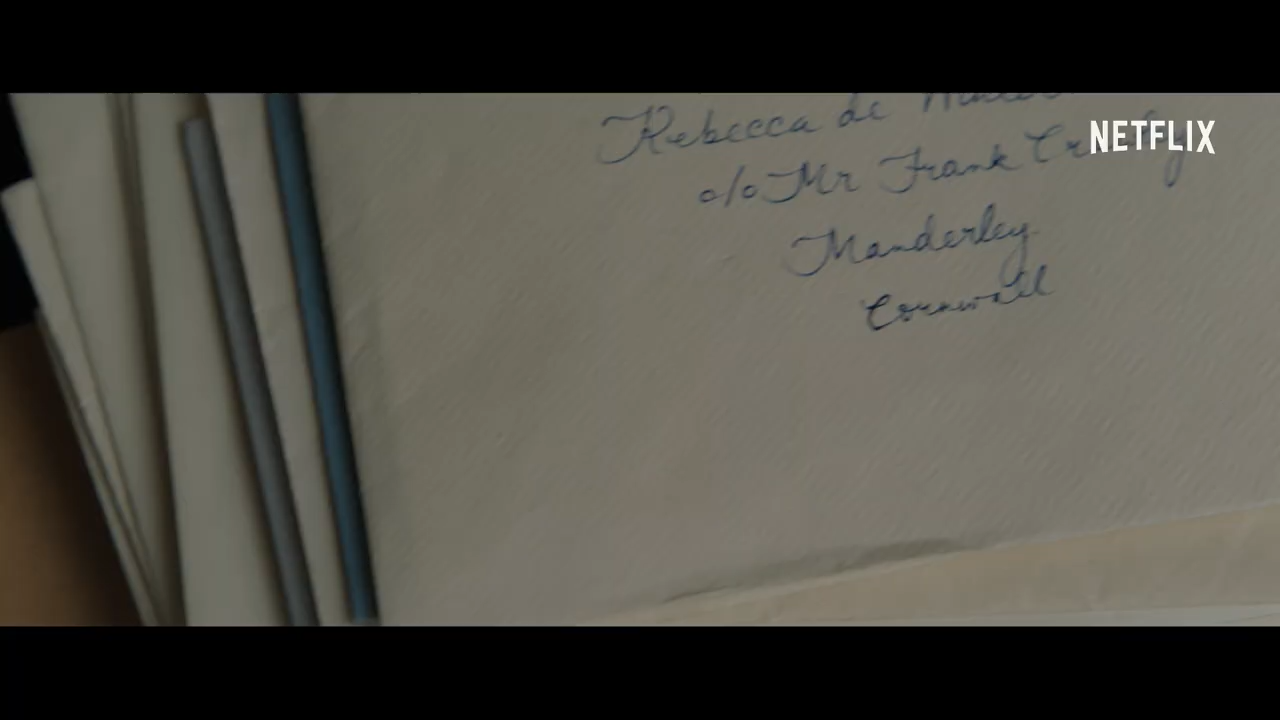 Rebecca de
NETFLIX
c/o Mr Frank
Manderley
Cornwall